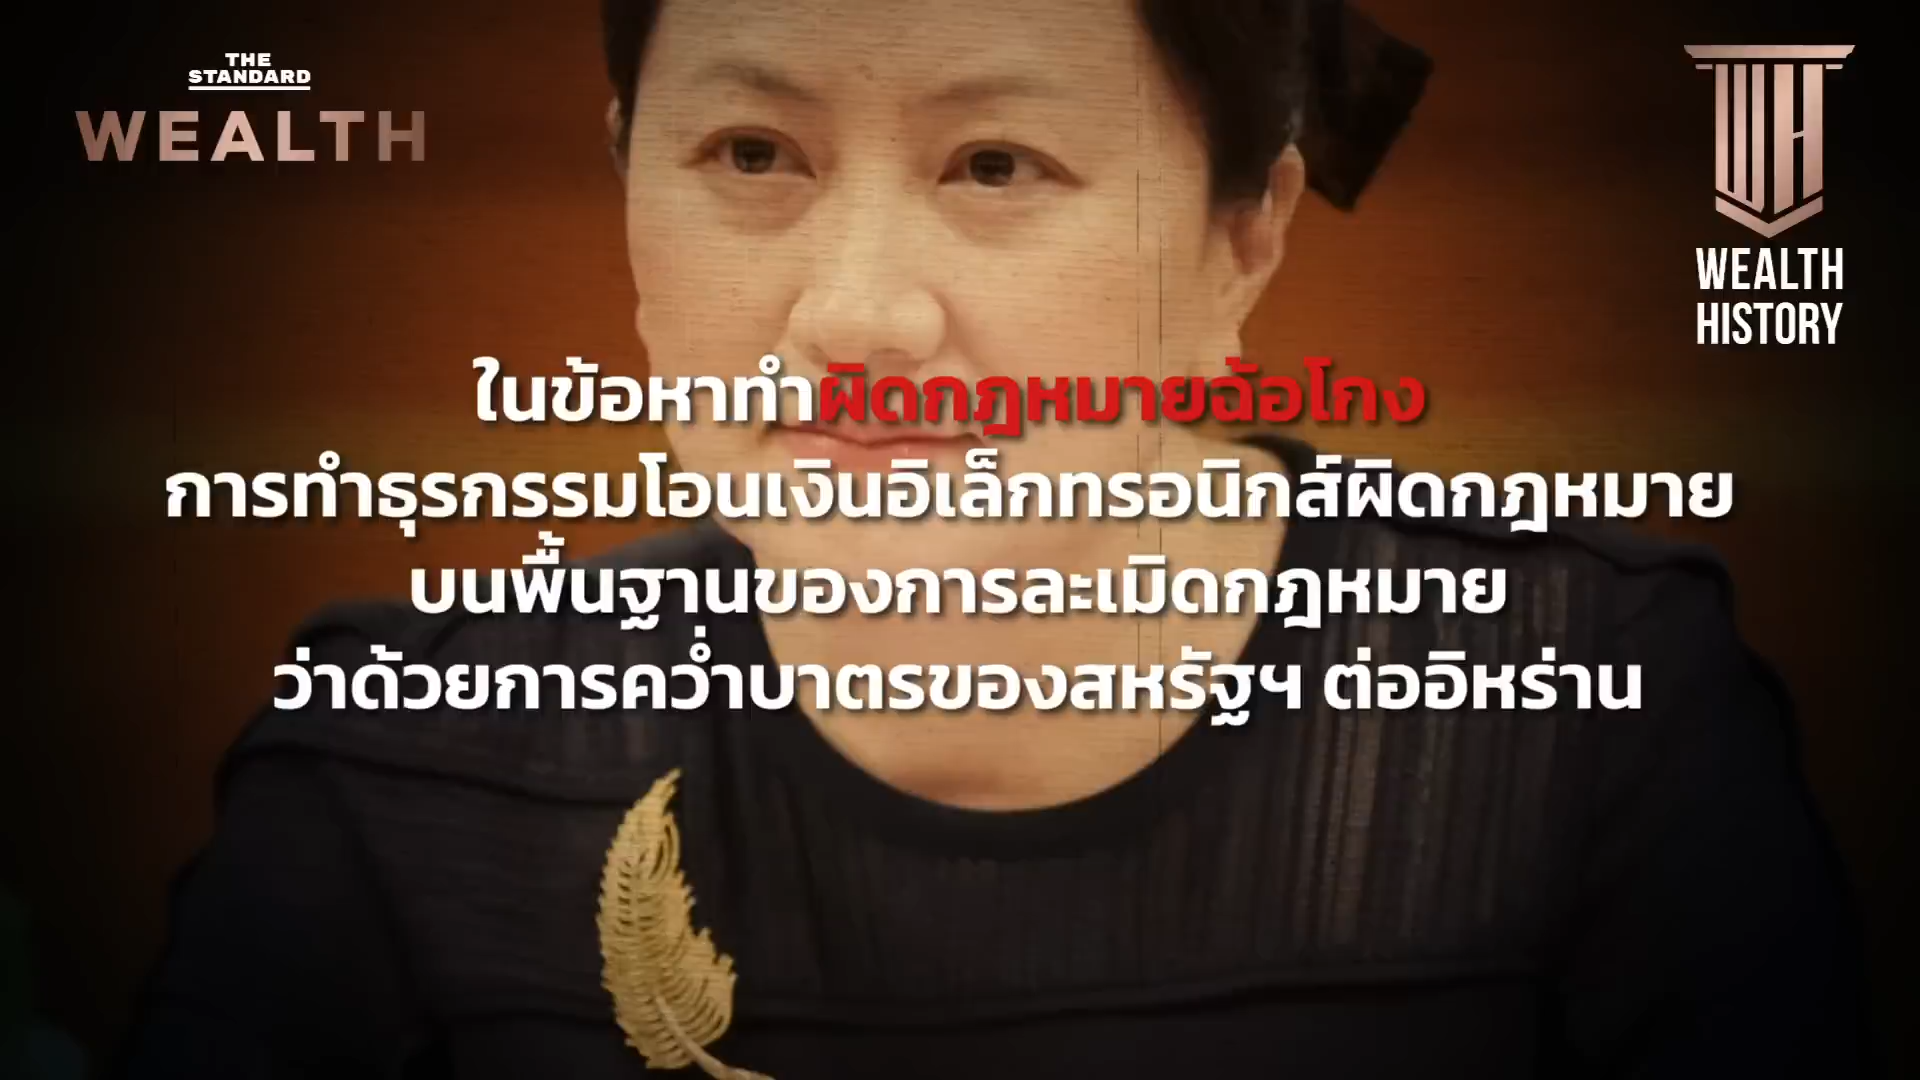 THE
STANDARD
WEALTH
WH
WEALTH
HISTORY
ในข้อหาทำผิดกฎหมายฉ้อโกง
การทำธุรกรรมโอนเงินอิเล็กทรอนิกส์ผิดกฎหมาย
บนพื้นฐานของการละเมิดกฎหมาย
ว่าด้วยการคว่ำบาตรของสหรัฐฯ ต่ออิหร่าน